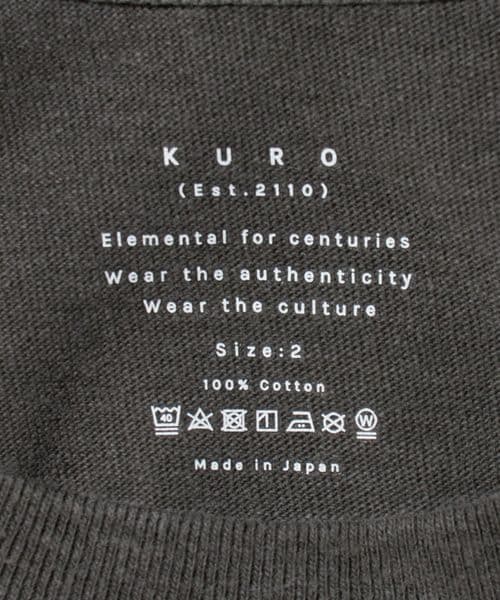 KURO
(Est.2110)
Elemental for centuries
Wear the authenticity
Wear the culture
Size:2
100% Cotton
40 W
Made in Japan